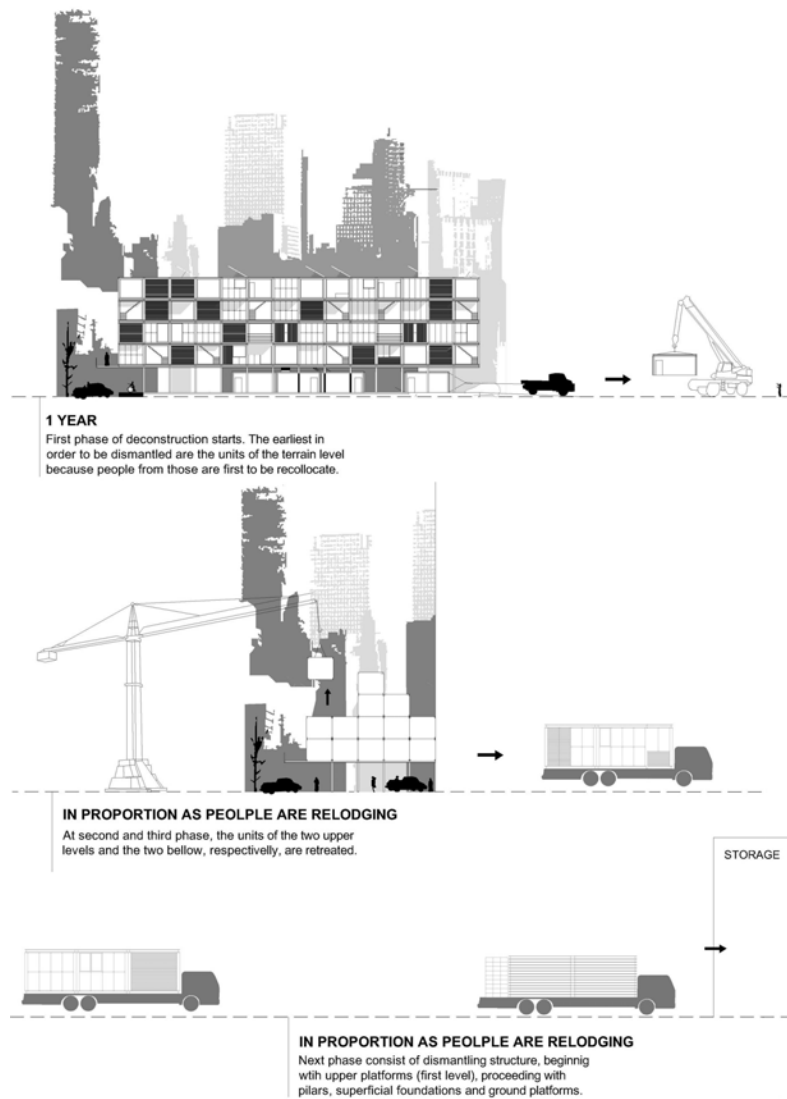 1 YEAR
First phase of deconstruction starts. The earliest in
order to be dismantled are the units of the terrain level
because people from those are first to be recollocate.
IN PROPORTION AS PEOLPLE ARE RELODGING
At second and third phase, the units of the two upper
levels and the two bellow, respectivelly, are retreated.
STORAGE
IN PROPORTION AS PEOLPLE ARE RELODGING
Next phase consist of dismantling structure, beginnig
wtih upper platforms (first level), proceeding with
pilars, superficial foundations and ground platforms.